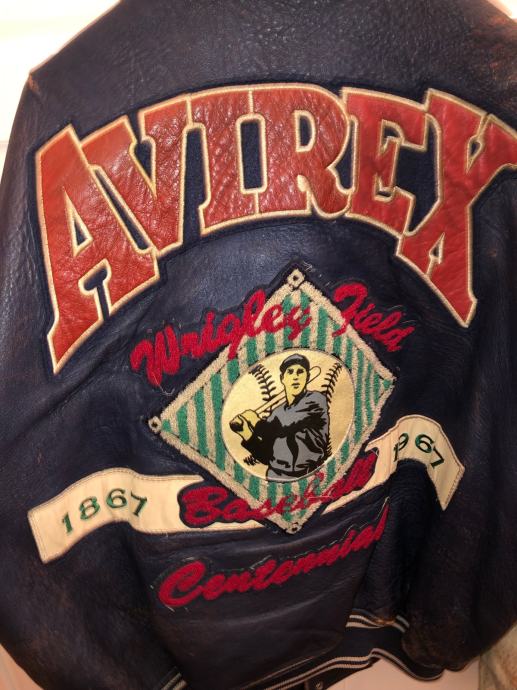 AVIREX
Wrigley Field
1867 1967
Baseball
Centennial